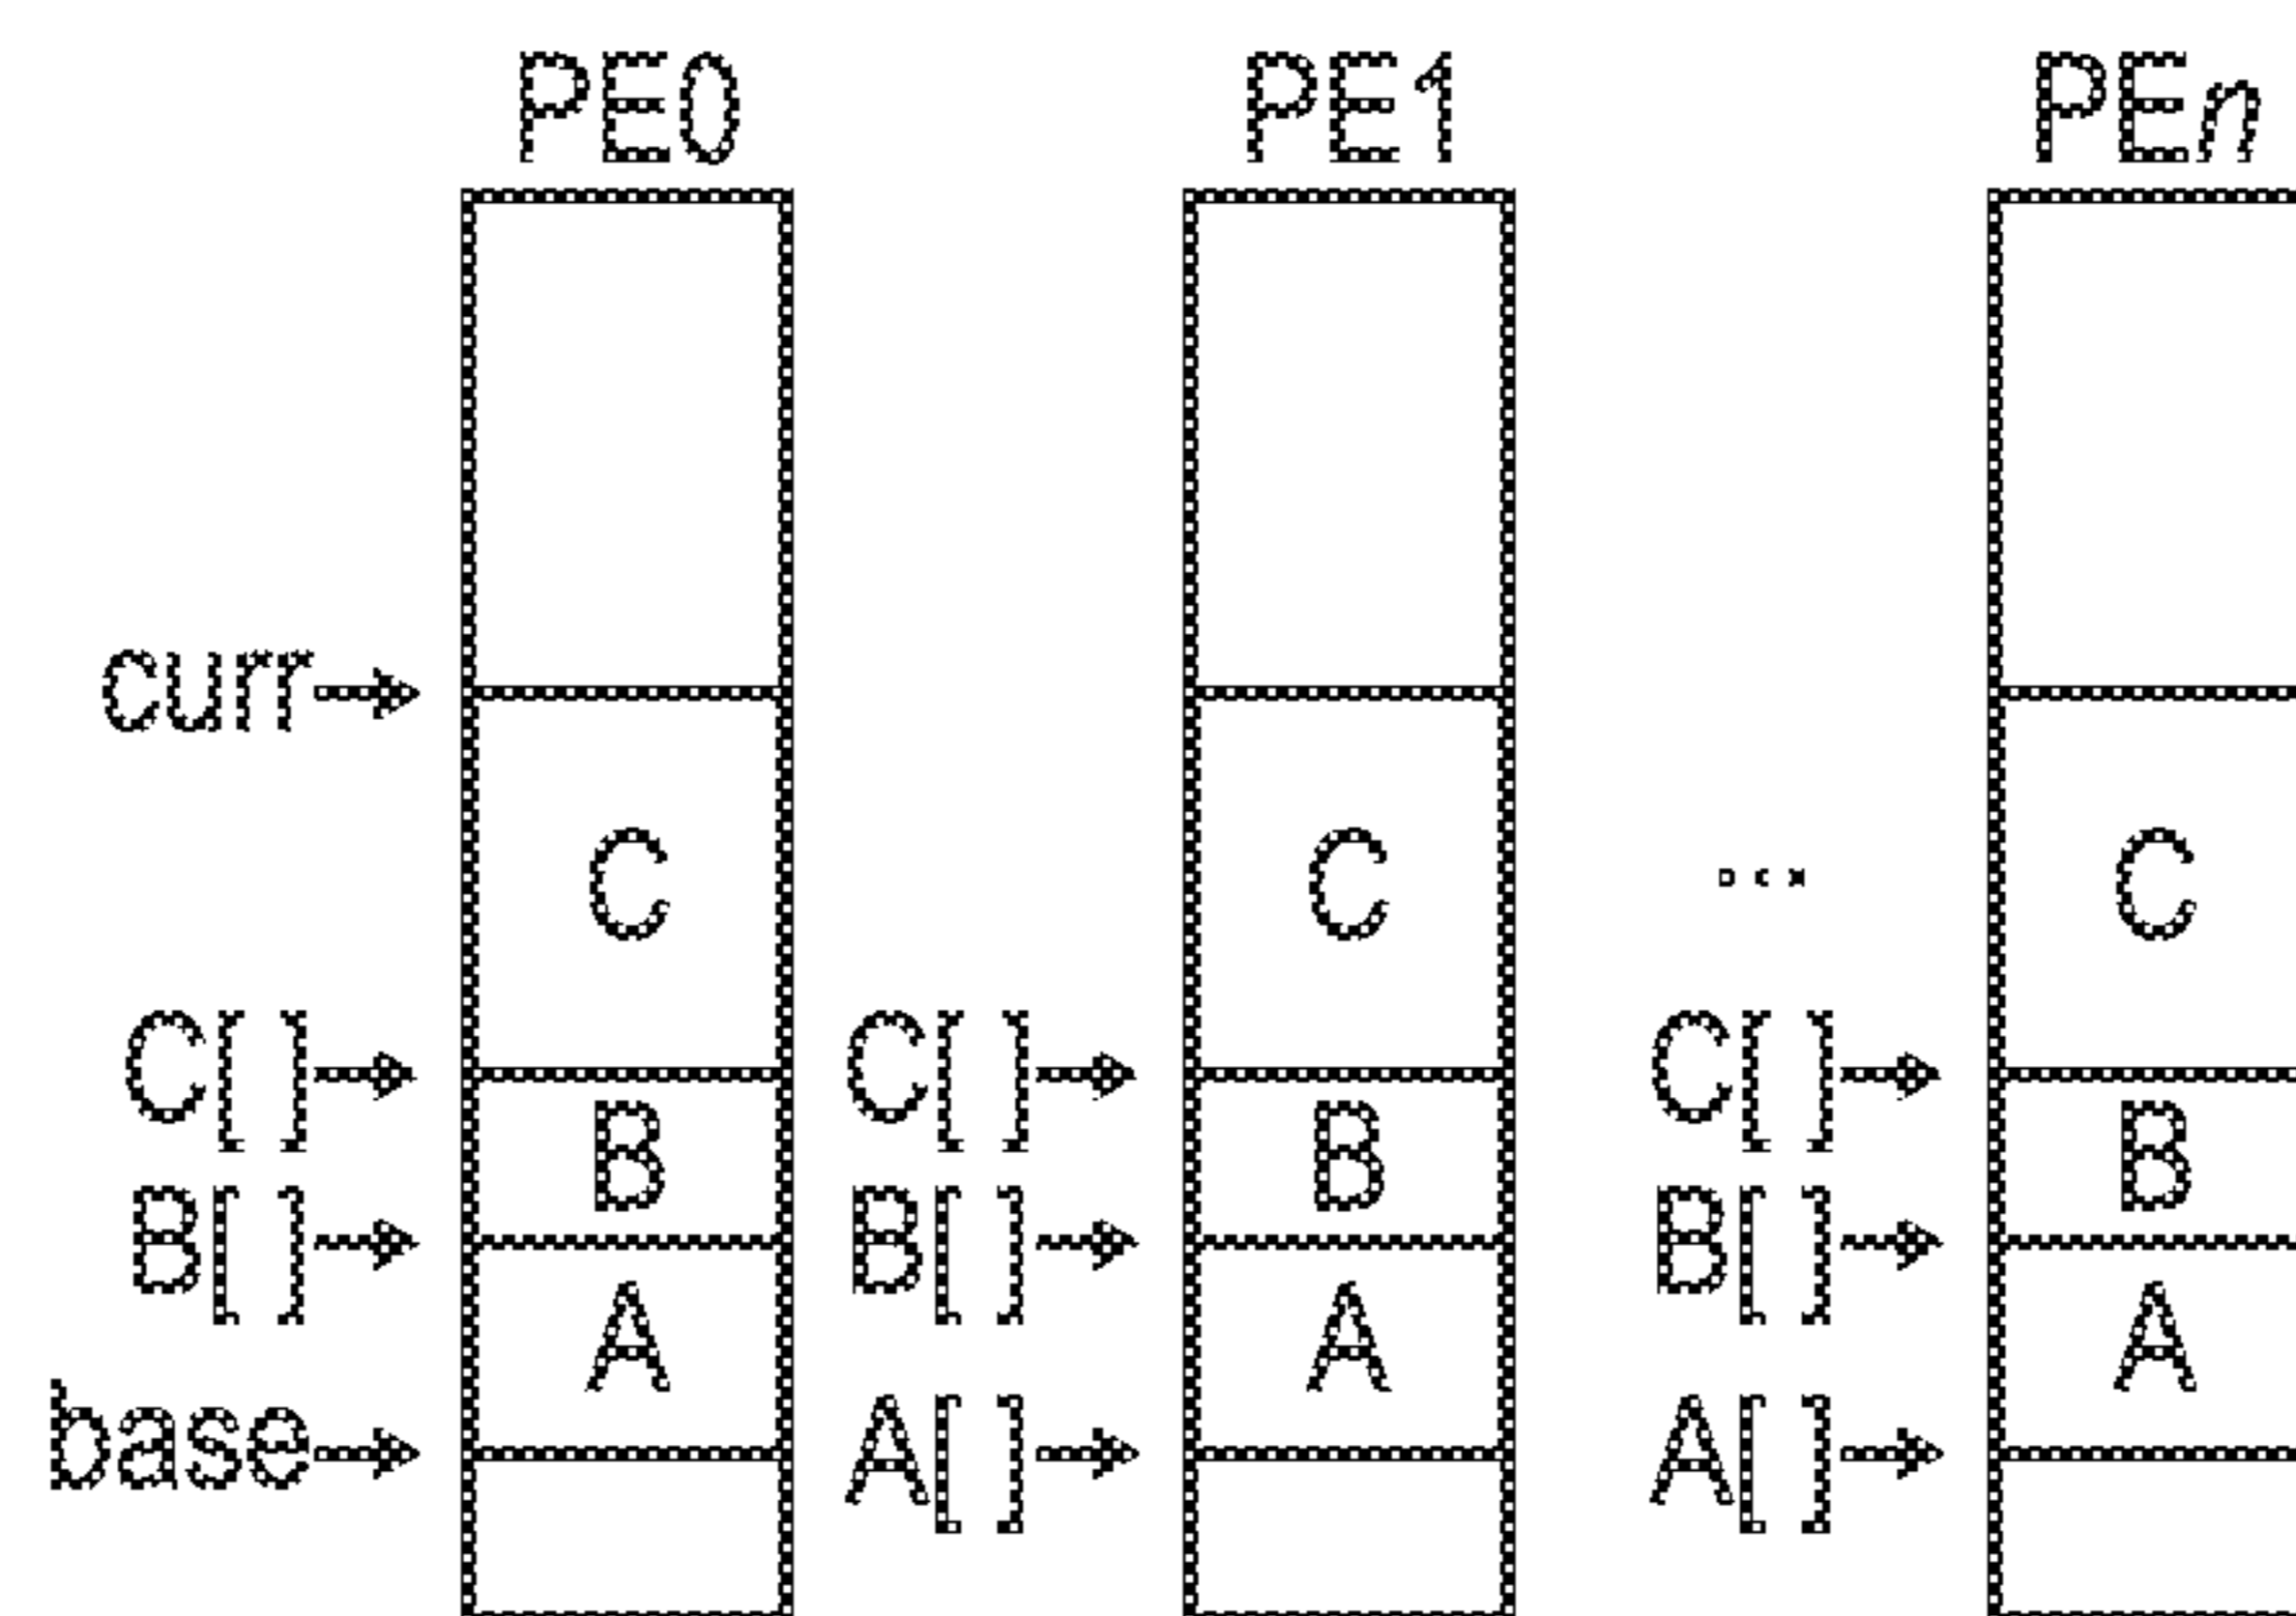 PE0 PE1 PEn
curr
C C ... C
C[ ] C[ ] C[ ]
B B B
B[ ] B[ ] B[ ]
A A A
base A[ ] A[ ]